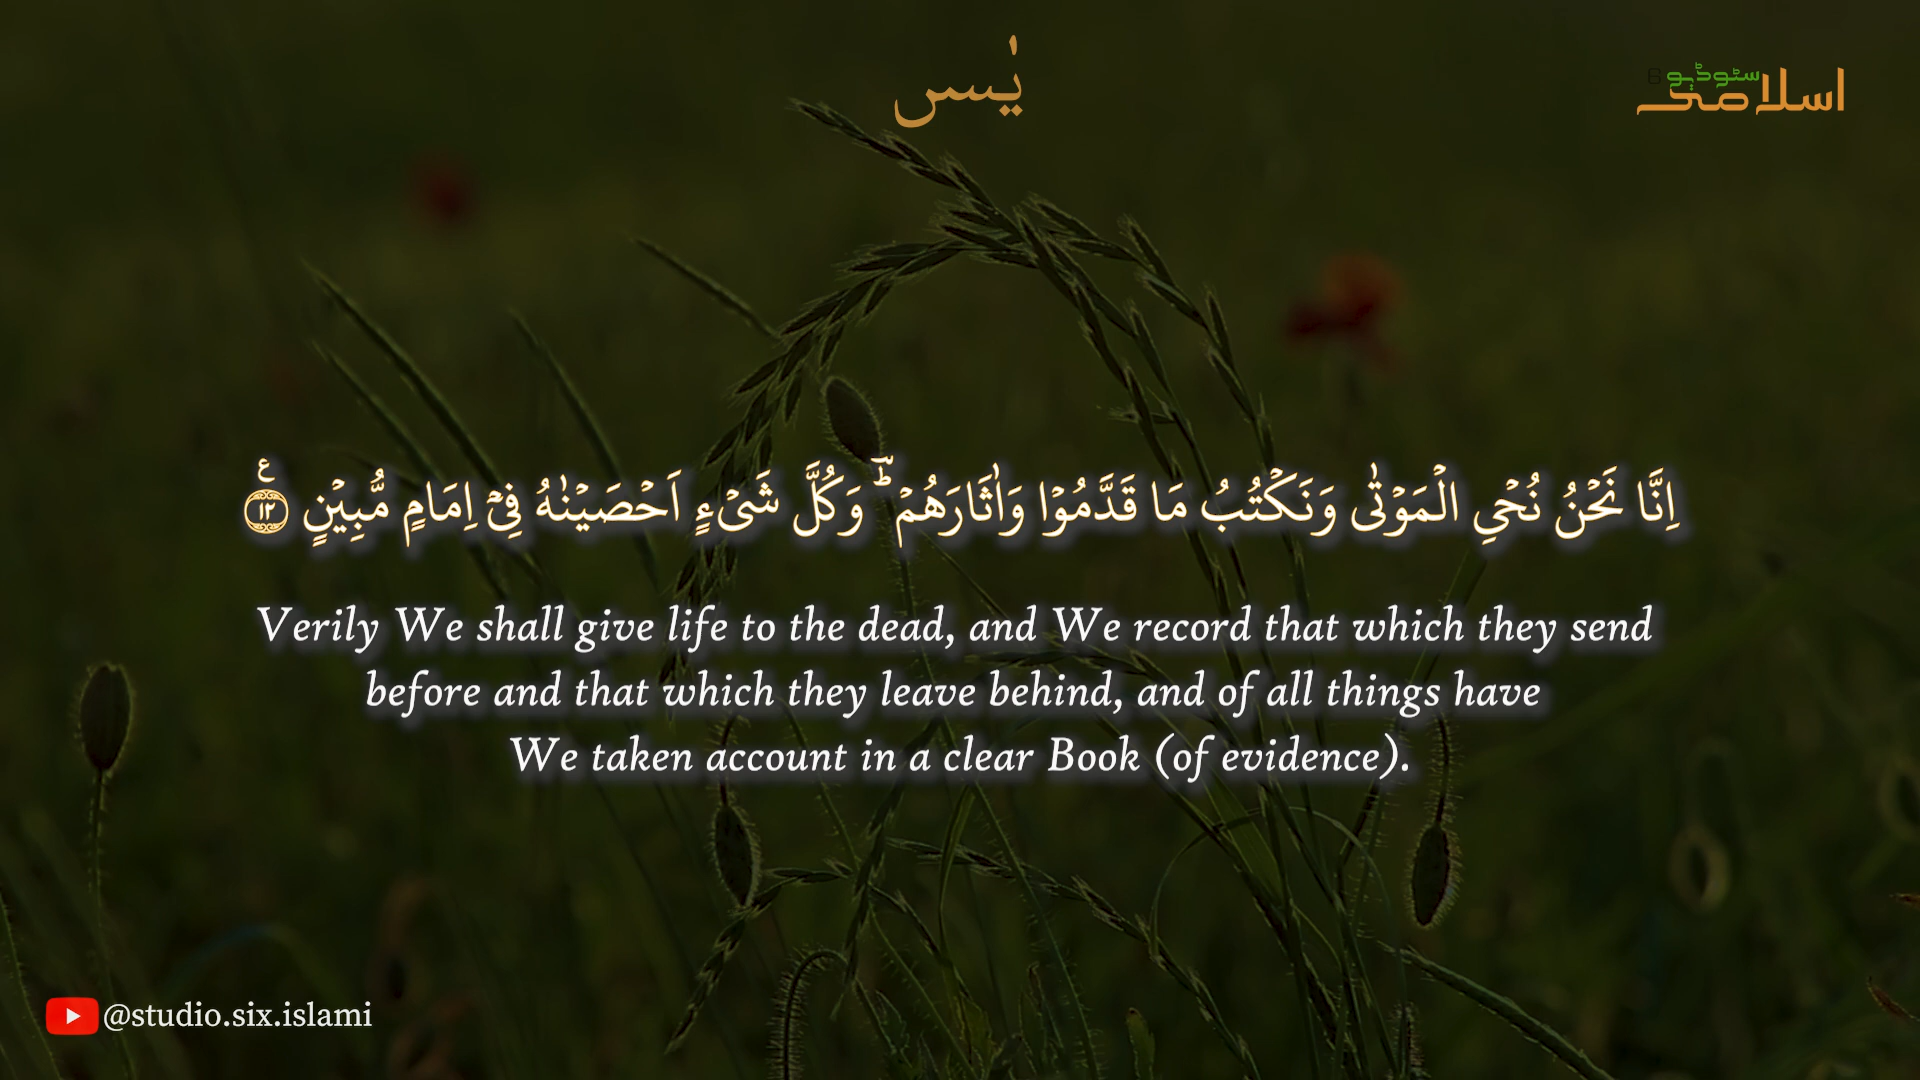 یٰسٓ
اسلامک
سٹوڈیو 6
اِنَّا نَحْنُ نُحْیِ الْمَوْتٰی وَنَكْتُبُ مَا قَدَّمُوْا وَاٰثَارَهُمْ ؕؔ وَكُلَّ شَیْءٍ اَحْصَیْنٰهُ فِیْۤ اِمَامٍ مُّبِیْنٍ ۱۲ ع
Verily We shall give life to the dead, and We record that which they send
before and that which they leave behind, and of all things have
We taken account in a clear Book (of evidence).
@studio.six.islami